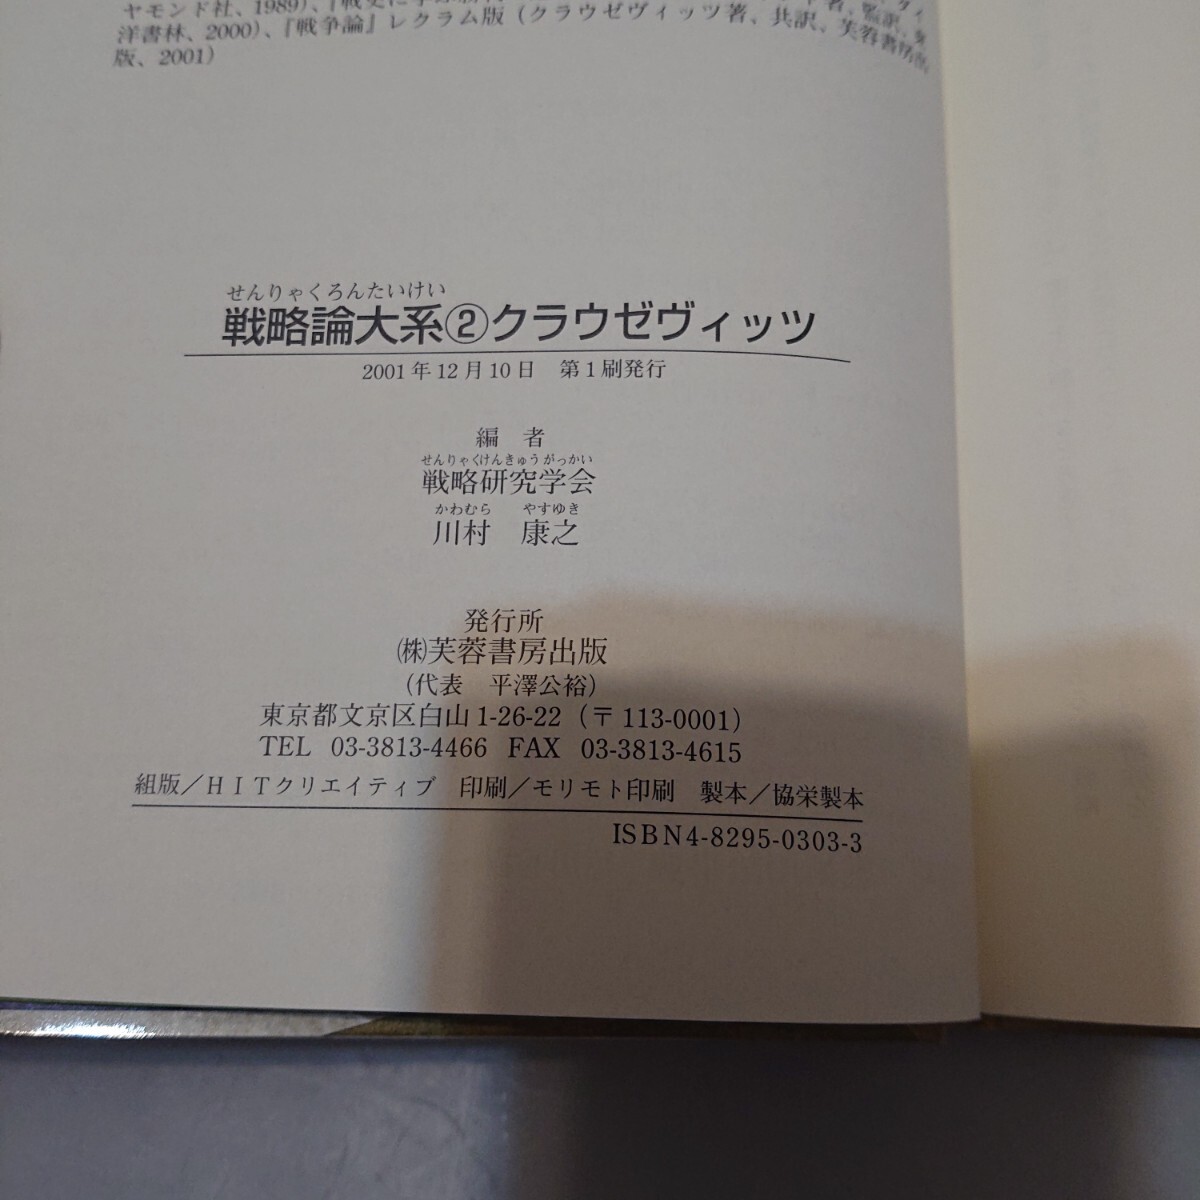 ヤモンド社、1989)、『戦史に学ぶ
洋書林、2000)、『戦争論』レクラム版(クラウゼヴィッツ著、共訳、芙蓉書房出
版、2001)
せんりゃくろんたいけい
戦略論大系②クラウゼヴィッツ
2001年12月10日 第1刷発行
編 者
せんりゃくけんきゅうがっかい
戦略研究学会
かわむら やすゆき
川村 康之
発行所
㈱芙蓉書房出版
(代表 平澤公裕)
東京都文京区白山1-26-22(〒113-0001)
TEL 03-3813-4466 FAX 03-3813-4615
組版/HITクリエイティブ 印刷/モリモト印刷 製本/協栄製本
ISBN4-8295-0303-3